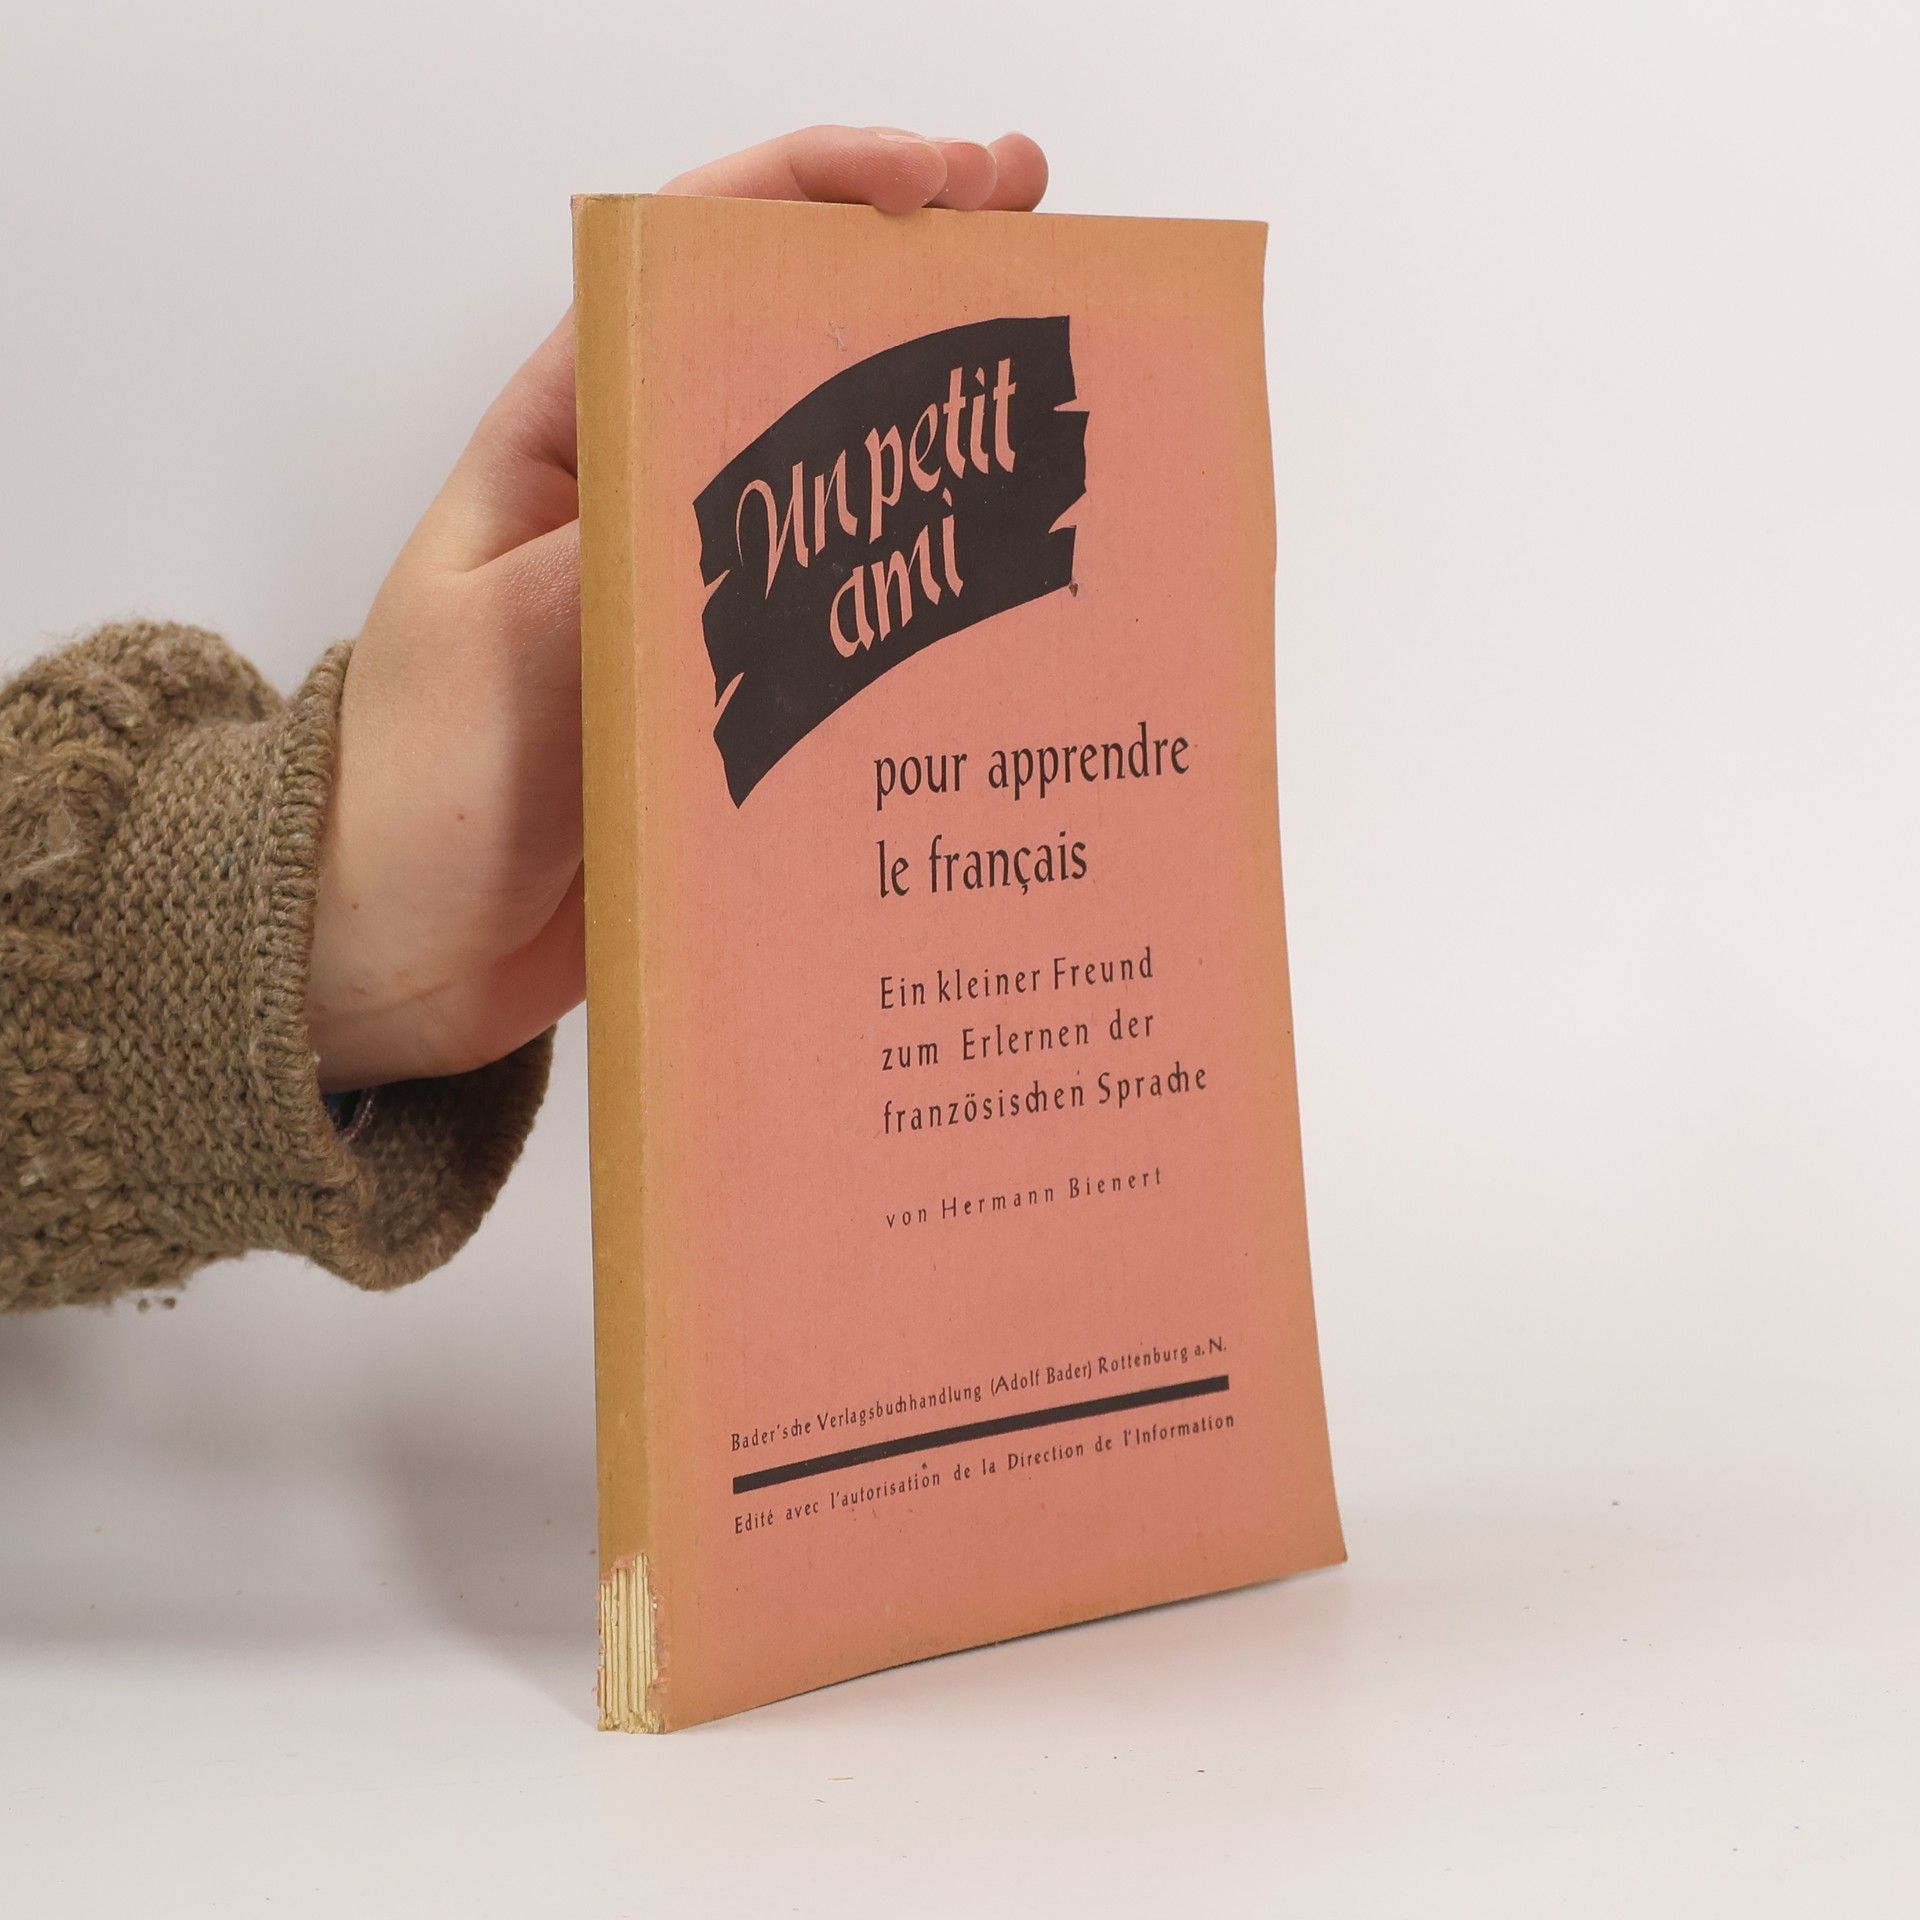 Un petit
ami
pour apprendre
le français
Ein kleiner Freund
zum Erlernen der
französischen Sprache
von Hermann Bienert
Bader'sche Verlagsbuchhandlung (Adolf Bader) Rottenburg a. N.
Edité avec l'autorisation de la Direction de l'Information